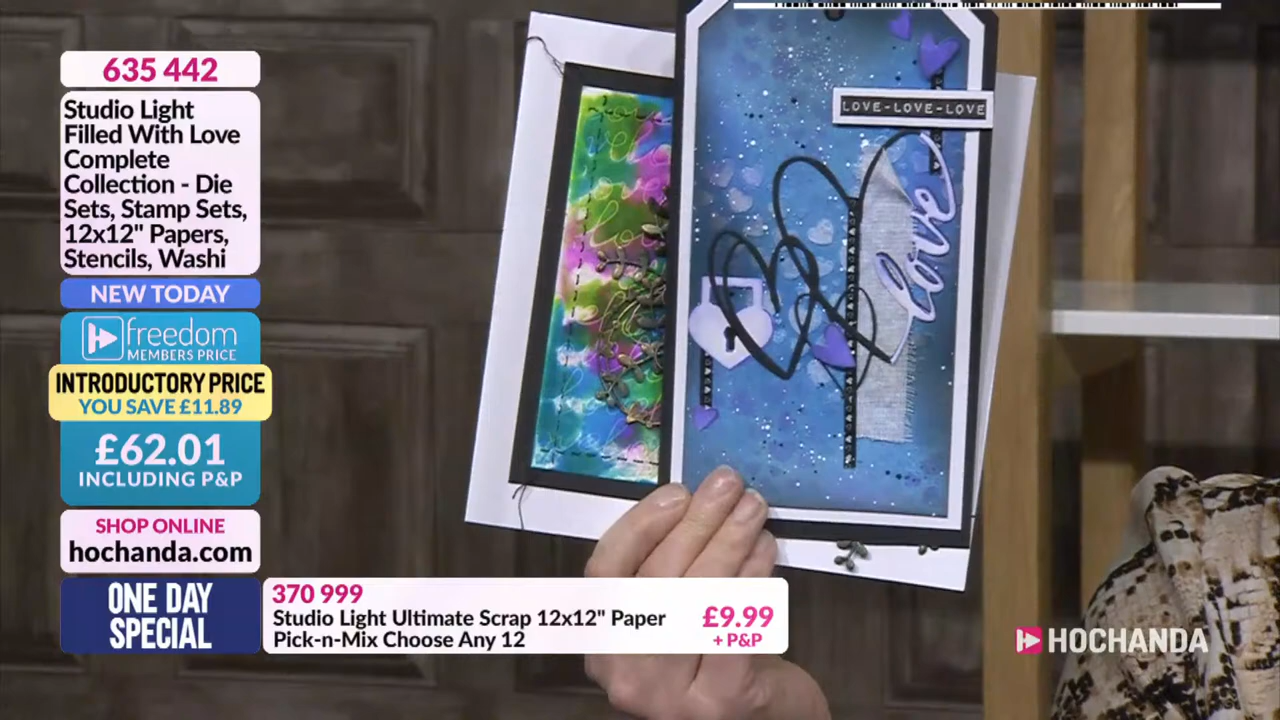 635 442
Studio Light
Filled With Love
Complete
Collection - Die
Sets, Stamp Sets,
12x12" Papers,
Stencils, Washi
NEW TODAY
freedom
MEMBERS PRICE
INTRODUCTORY PRICE
YOU SAVE £11.89
£62.01
INCLUDING P&P
SHOP ONLINE
hochanda.com
ONE DAY
SPECIAL
370 999
Studio Light Ultimate Scrap 12x12" Paper
Pick-n-Mix Choose Any 12
£9.99
+ P&P
LOVE-LOVE-LOVE
love
HOCHANDA